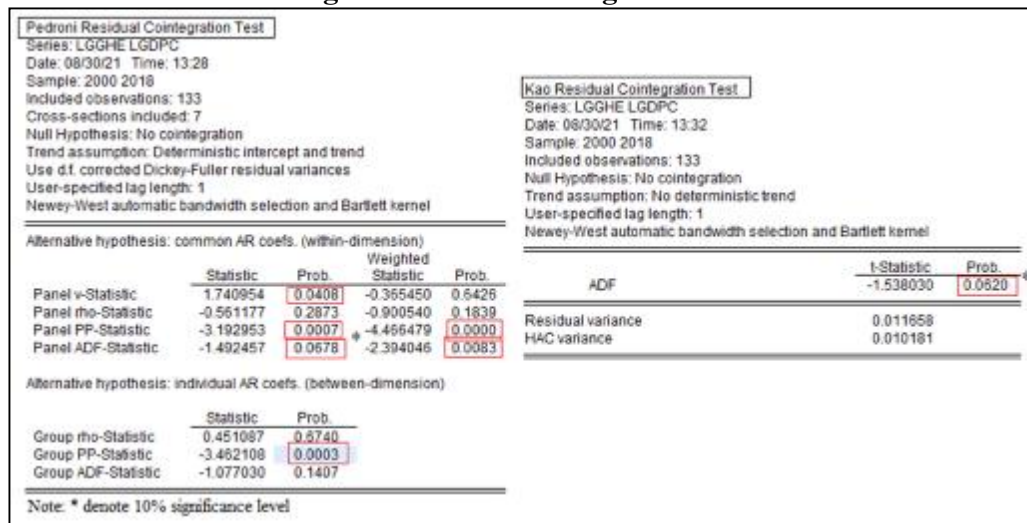 Pedroni Residual Cointegration Test
Series: LGGHE LGDPC
Date: 08/30/21 Time: 13:28
Sample: 2000 2018
Included observations: 133
Cross-sections included: 7
Null Hypothesis: No cointegration
Trend assumption: Deterministic intercept and trend
Use d.f. corrected Dickey-Fuller residual variances
User-specified lag length: 1
Newey-West automatic bandwidth selection and Bartlett kernel
Alternative hypothesis: common AR coefs. (within-dimension)
Weighted
Statistic Prob. Statistic Prob.
Panel v-Statistic 1.740954 0.0408 -0.365450 0.6426
Panel rho-Statistic -0.561177 0.2873 -0.900540 0.1839
Panel PP-Statistic -3.192953 0.0007 -4.466479 0.0000
Panel ADF-Statistic -1.492457 0.0678 * -2.394046 0.0083
Alternative hypothesis: individual AR coefs. (between-dimension)
Statistic Prob.
Group rho-Statistic 0.451087 0.6740
Group PP-Statistic -3.462108 0.0003
Group ADF-Statistic -1.077030 0.1407
Note: * denote 10% significance level
Kao Residual Cointegration Test
Series: LGGHE LGDPC
Date: 08/30/21 Time: 13:32
Sample: 2000 2018
Included observations: 133
Null Hypothesis: No cointegration
Trend assumption: No deterministic trend
User-specified lag length: 1
Newey-West automatic bandwidth selection and Bartlett kernel
t-Statistic Prob.
ADF -1.538030 0.0620 *
Residual variance 0.011658
HAC variance 0.010181